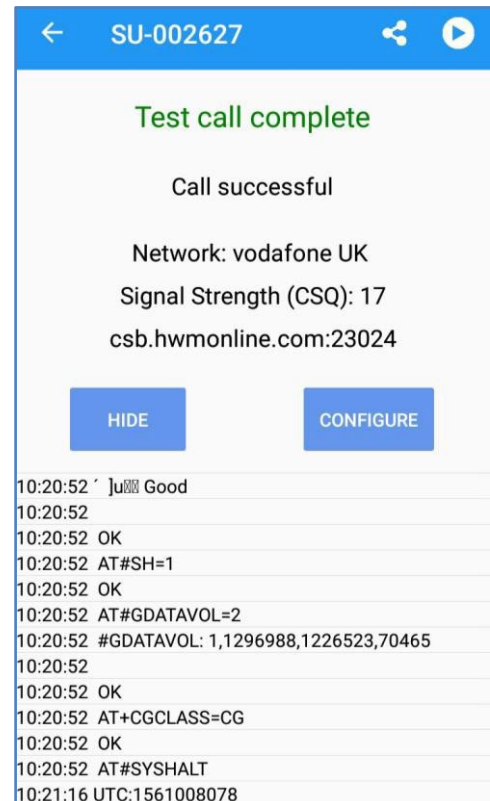 SU-002627
Test call complete
Call successful
Network: vodafone UK
Signal Strength (CSQ): 17
csb.hwmonline.com:23024
HIDE
CONFIGURE
10:20:52 ´ ]u Good
10:20:52
10:20:52 OK
10:20:52 AT#SH=1
10:20:52 OK
10:20:52 AT#GDATAVOL=2
10:20:52 #GDATAVOL: 1,1296988,1226523,70465
10:20:52
10:20:52 OK
10:20:52 AT+CGCLASS=CG
10:20:52 OK
10:20:52 AT#SYSHALT
10:21:16 UTC:1561008078